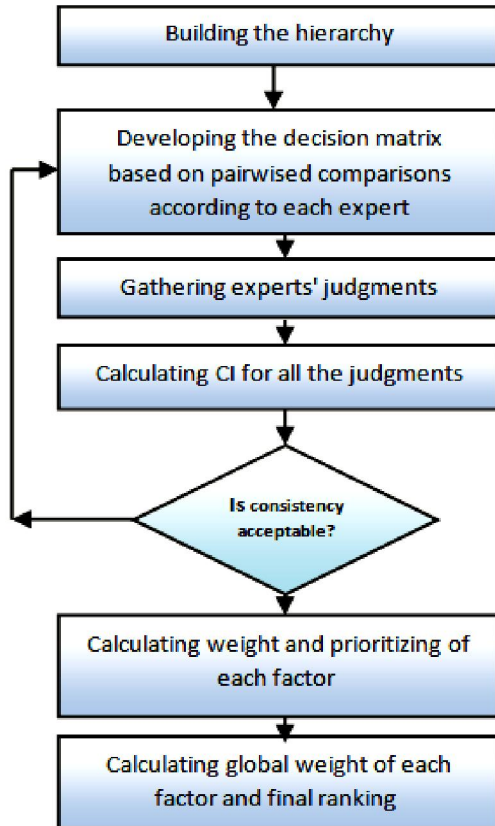 Building the hierarchy
Developing the decision matrix
based on pairwised comparisons
according to each expert
Gathering experts' judgments
Calculating CI for all the judgments
Is consistency
acceptable?
Calculating weight and prioritizing of
each factor
Calculating global weight of each
factor and final ranking